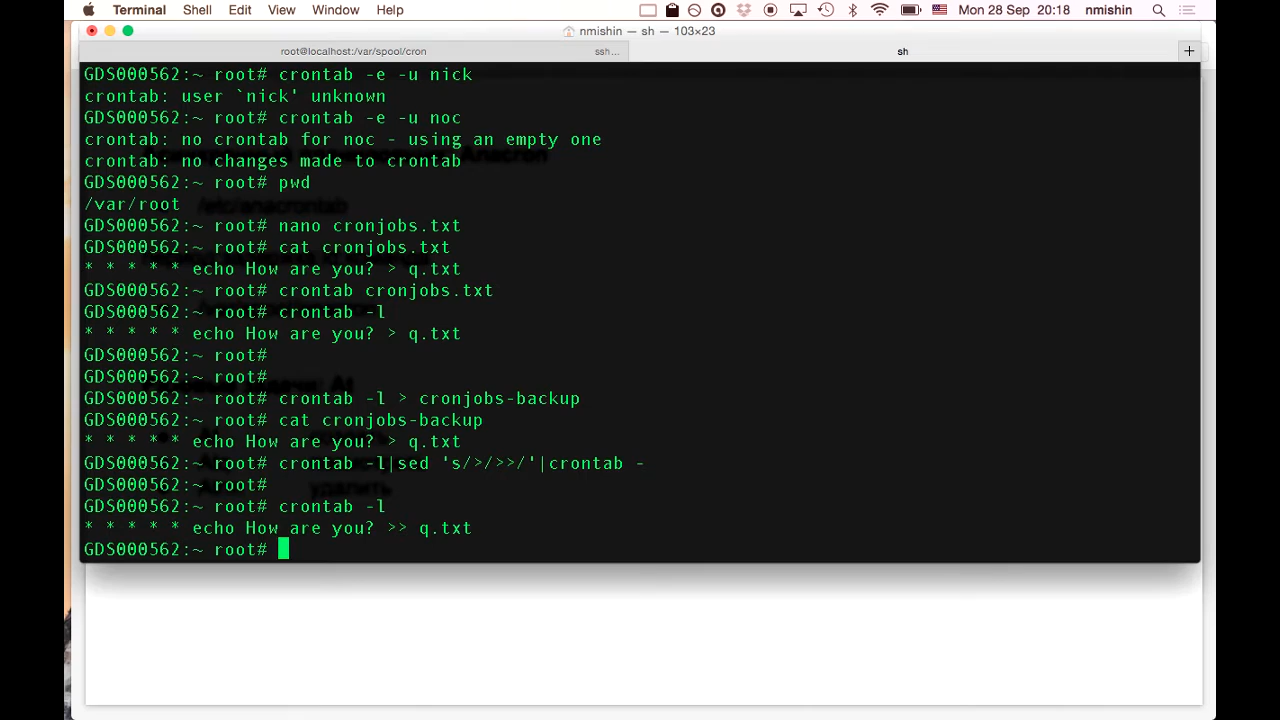 Terminal Shell Edit View Window Help Mon 28 Sep 20:18 nmishin
nmishin — sh — 103×23
root@localhost:/var/spool/cron ssh... sh +
GDS000562:~ root# crontab -e -u nick
crontab: user `nick' unknown
GDS000562:~ root# crontab -e -u noc
crontab: no crontab for noc - using an empty one
crontab: no changes made to crontab
Anacron
GDS000562:~ root# pwd
/var/root
/etc/anacrontab
GDS000562:~ root# nano cronjobs.txt
GDS000562:~ root# cat cronjobs.txt
* * * * * echo How are you? > q.txt
GDS000562:~ root# crontab cronjobs.txt
GDS000562:~ root# crontab -l
* * * * * echo How are you? > q.txt
GDS000562:~ root#
GDS000562:~ root#
At
GDS000562:~ root# crontab -l > cronjobs-backup
GDS000562:~ root# cat cronjobs-backup
* * * * * echo How are you? > q.txt
GDS000562:~ root# crontab -l|sed 's/>/>>/'|crontab -
GDS000562:~ root#
удалить
GDS000562:~ root# crontab -l
* * * * * echo How are you? >> q.txt
GDS000562:~ root#